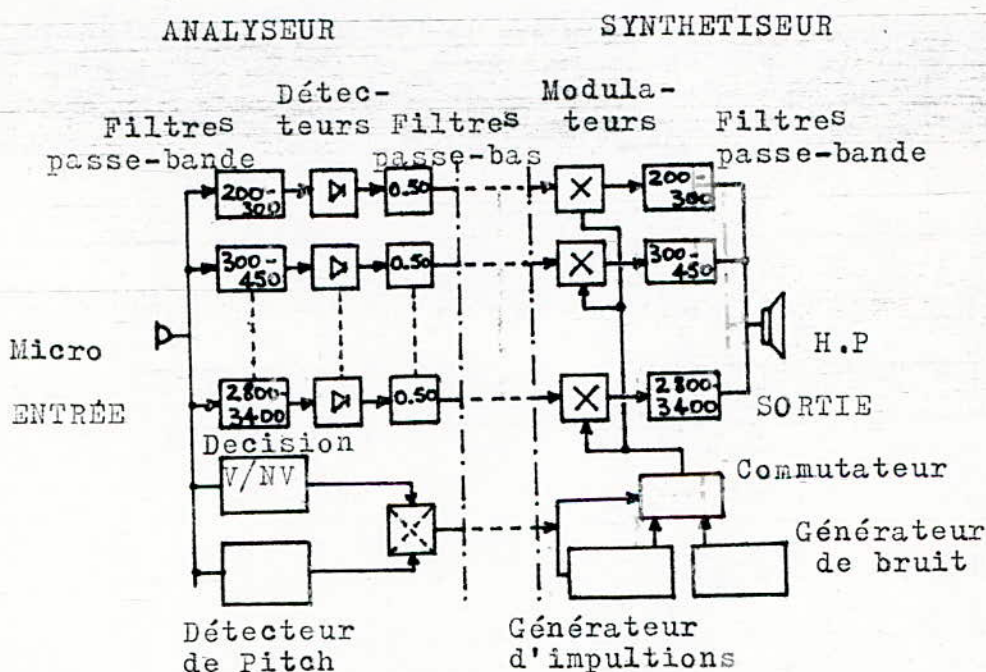 ANALYSEUR
SYNTHETISEUR
Filtres
passe-bande
Détec-
teurs
Filtres
passe-bas
Modula-
teurs
Filtres
passe-bande
200-
300
0.50
200-
300
300-
450
0.50
300-
450
Micro
ENTRÉE
2800-
3400
0.50
2800-
3400
H.P
SORTIE
Decision
V/NV
Commutateur
Générateur
de bruit
Détecteur
de Pitch
Générateur
d'impultions